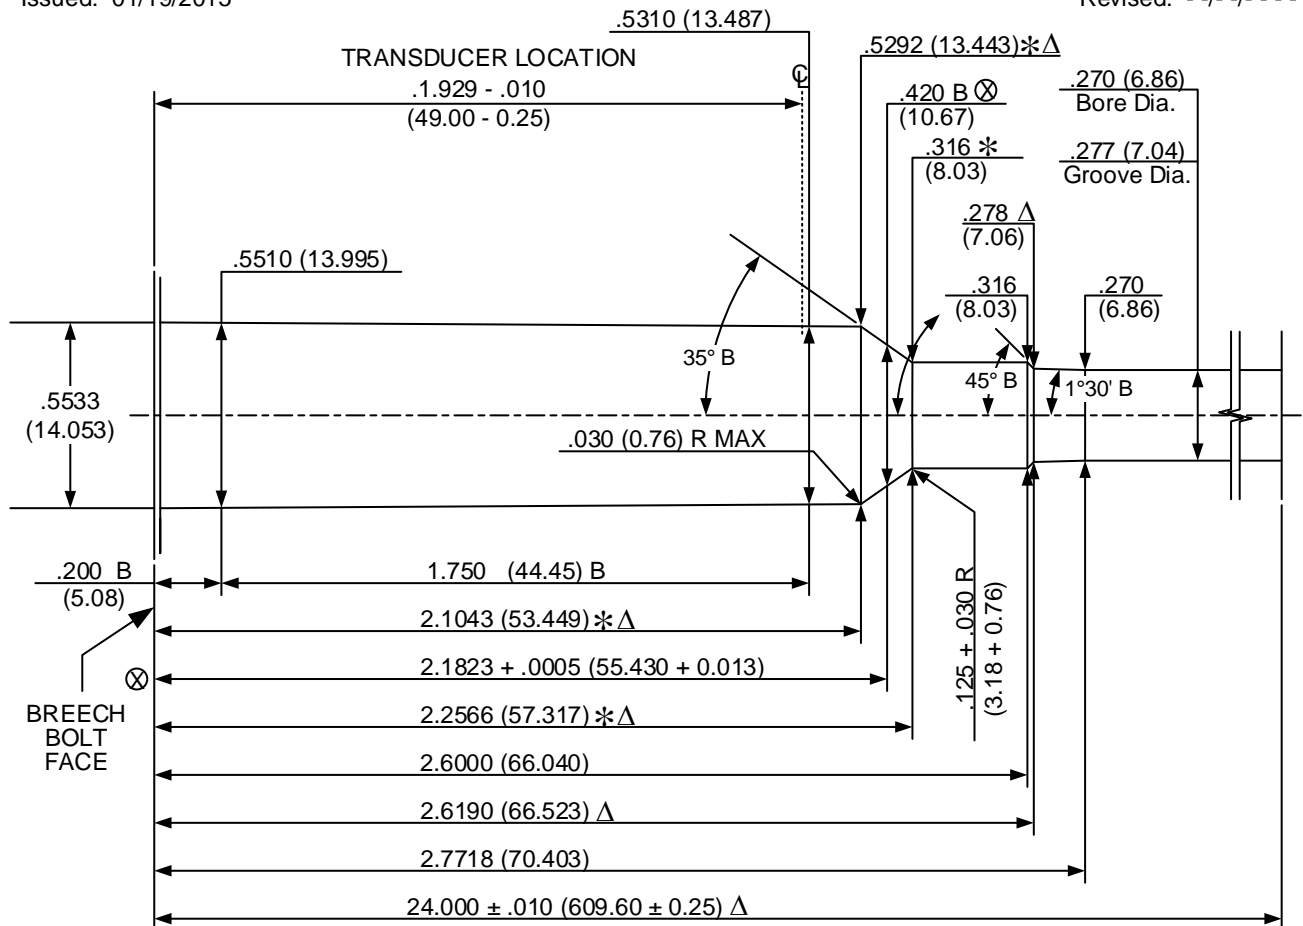 Issued: 01/19/2015
Revised:
.5310 (13.487)
.5292 (13.443)✻Δ
TRANSDUCER LOCATION
℄
.1.929 - .010
(49.00 - 0.25)
.420 B ⊗
(10.67)
.270 (6.86)
Bore Dia.
.316 ✻
(8.03)
.277 (7.04)
Groove Dia.
.278 Δ
(7.06)
.5510 (13.995)
.316
(8.03)
.270
(6.86)
35° B
45° B
1°30' B
.5533
(14.053)
.030 (0.76) R MAX
.200 B
(5.08)
1.750 (44.45) B
.125 + .030 R
(3.18 + 0.76)
2.1043 (53.449)✻Δ
2.1823 + .0005 (55.430 + 0.013)
⊗
BREECH
BOLT
FACE
2.2566 (57.317)✻Δ
2.6000 (66.040)
2.6190 (66.523) Δ
2.7718 (70.403)
24.000 ± .010 (609.60 ± 0.25) Δ